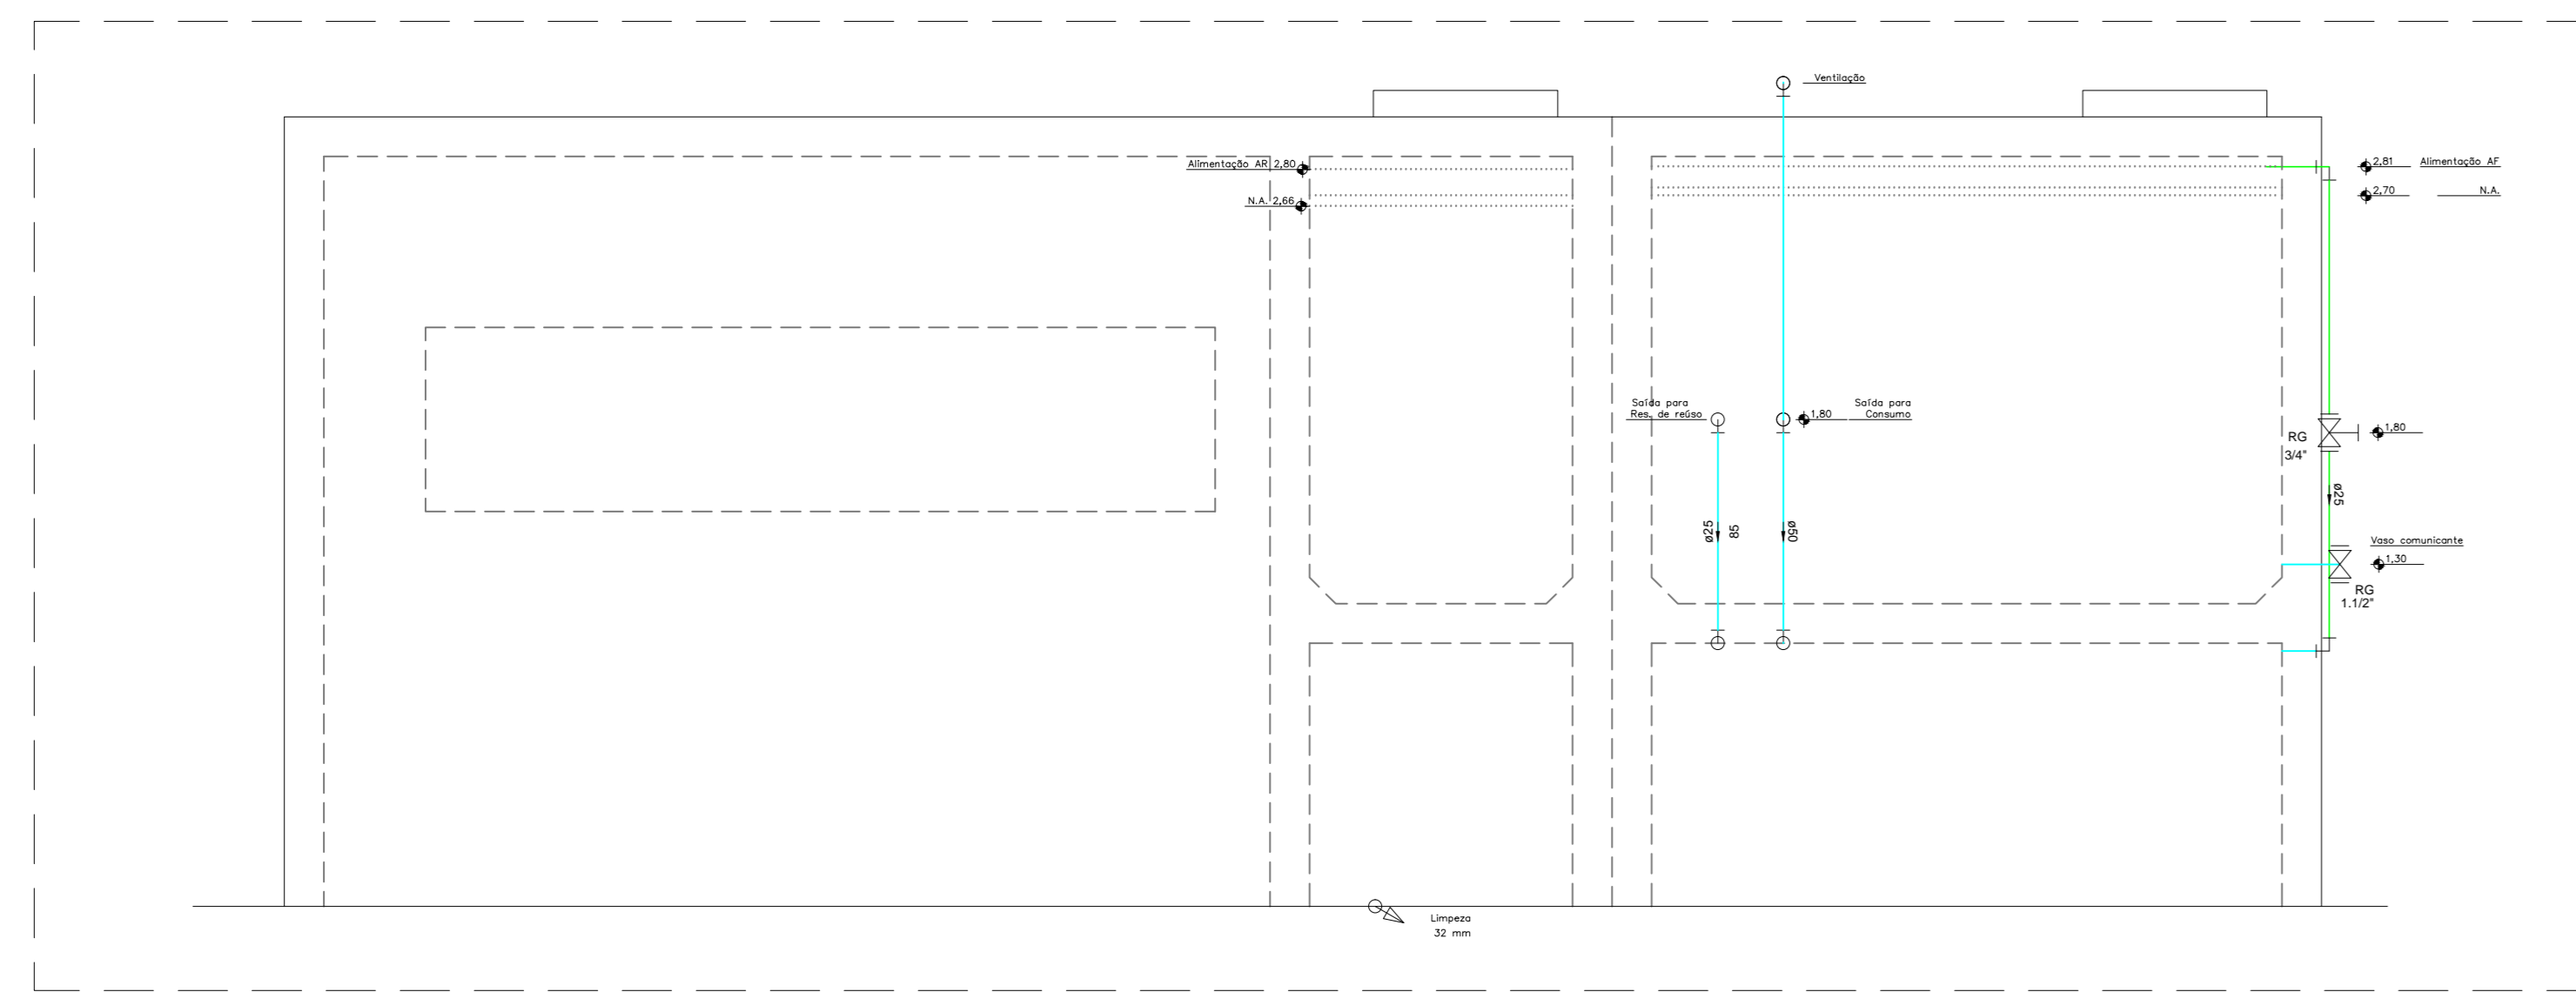 Ventilação
Alimentação AR 2,80
N.A. 2,66
2,81 Alimentação AF
2,70 N.A.
Saída para
Res. de reúso
1,80
Saída para
Consumo
RG
3/4"
1,80
ø25
ø25
85
ø50
Vaso comunicante
1,30
RG
1.1/2"
Limpeza
32 mm